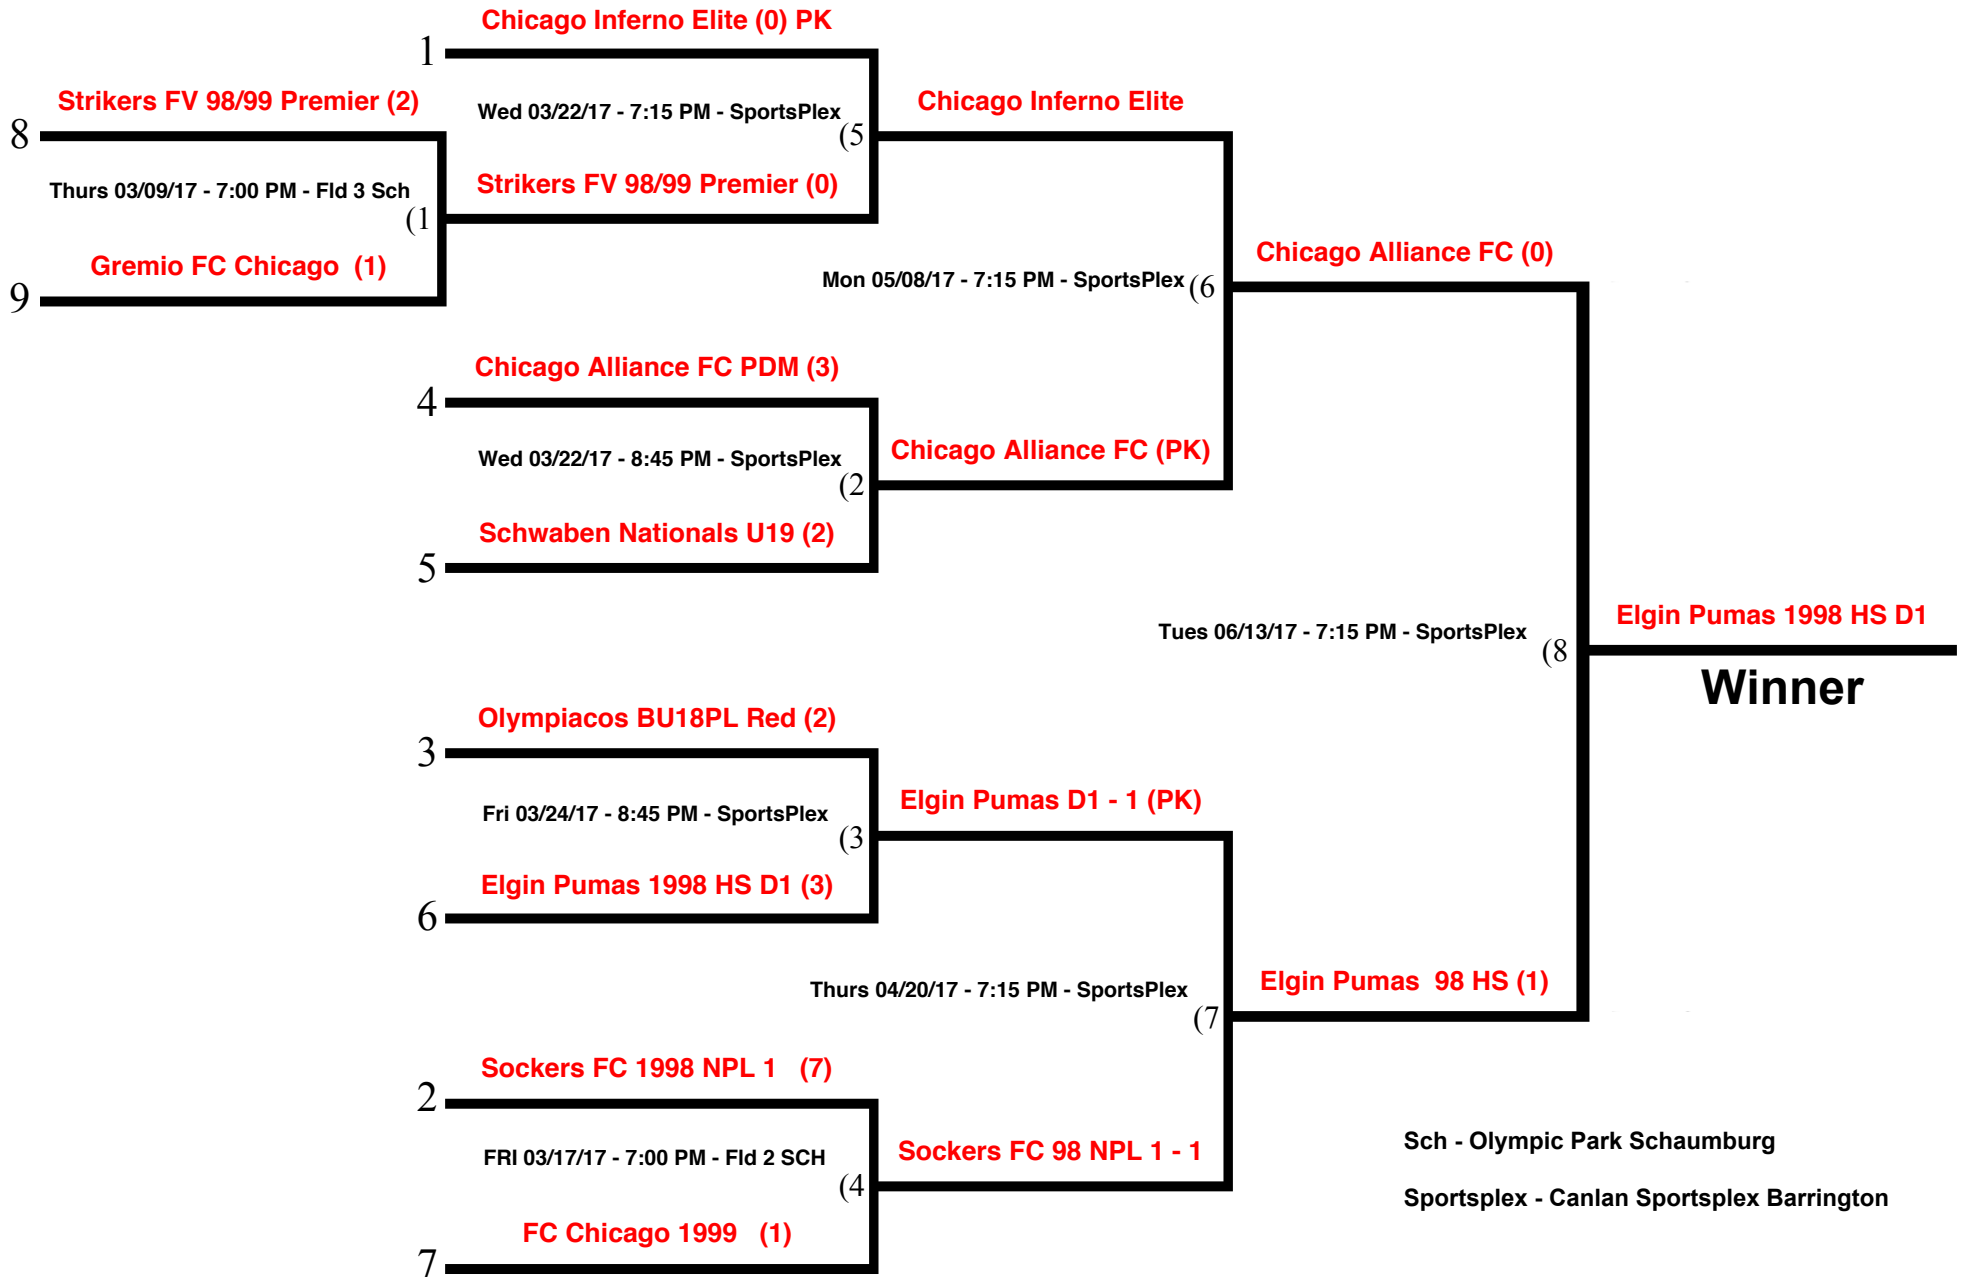 Chicago Inferno Elite (0) PK
1
Strikers FV 98/99 Premier (2)
8
Wed 03/22/17 - 7:15 PM - SportsPlex
(5
Chicago Inferno Elite
Thurs 03/09/17 - 7:00 PM - Fld 3 Sch
(1
Strikers FV 98/99 Premier (0)
Gremio FC Chicago (1)
9
Mon 05/08/17 - 7:15 PM - SportsPlex
(6
Chicago Alliance FC (0)
Chicago Alliance FC PDM (3)
4
Wed 03/22/17 - 8:45 PM - SportsPlex
(2
Chicago Alliance FC (PK)
Schwaben Nationals U19 (2)
5
Tues 06/13/17 - 7:15 PM - SportsPlex
(8
Elgin Pumas 1998 HS D1
Winner
Olympiacos BU18PL Red (2)
3
Fri 03/24/17 - 8:45 PM - SportsPlex
(3
Elgin Pumas D1 - 1 (PK)
Elgin Pumas 1998 HS D1 (3)
6
Thurs 04/20/17 - 7:15 PM - SportsPlex
(7
Elgin Pumas 98 HS (1)
Sockers FC 1998 NPL 1 (7)
2
FRI 03/17/17 - 7:00 PM - Fld 2 SCH
(4
Sockers FC 98 NPL 1 - 1
FC Chicago 1999 (1)
7
Sch - Olympic Park Schaumburg
Sportsplex - Canlan Sportsplex Barrington